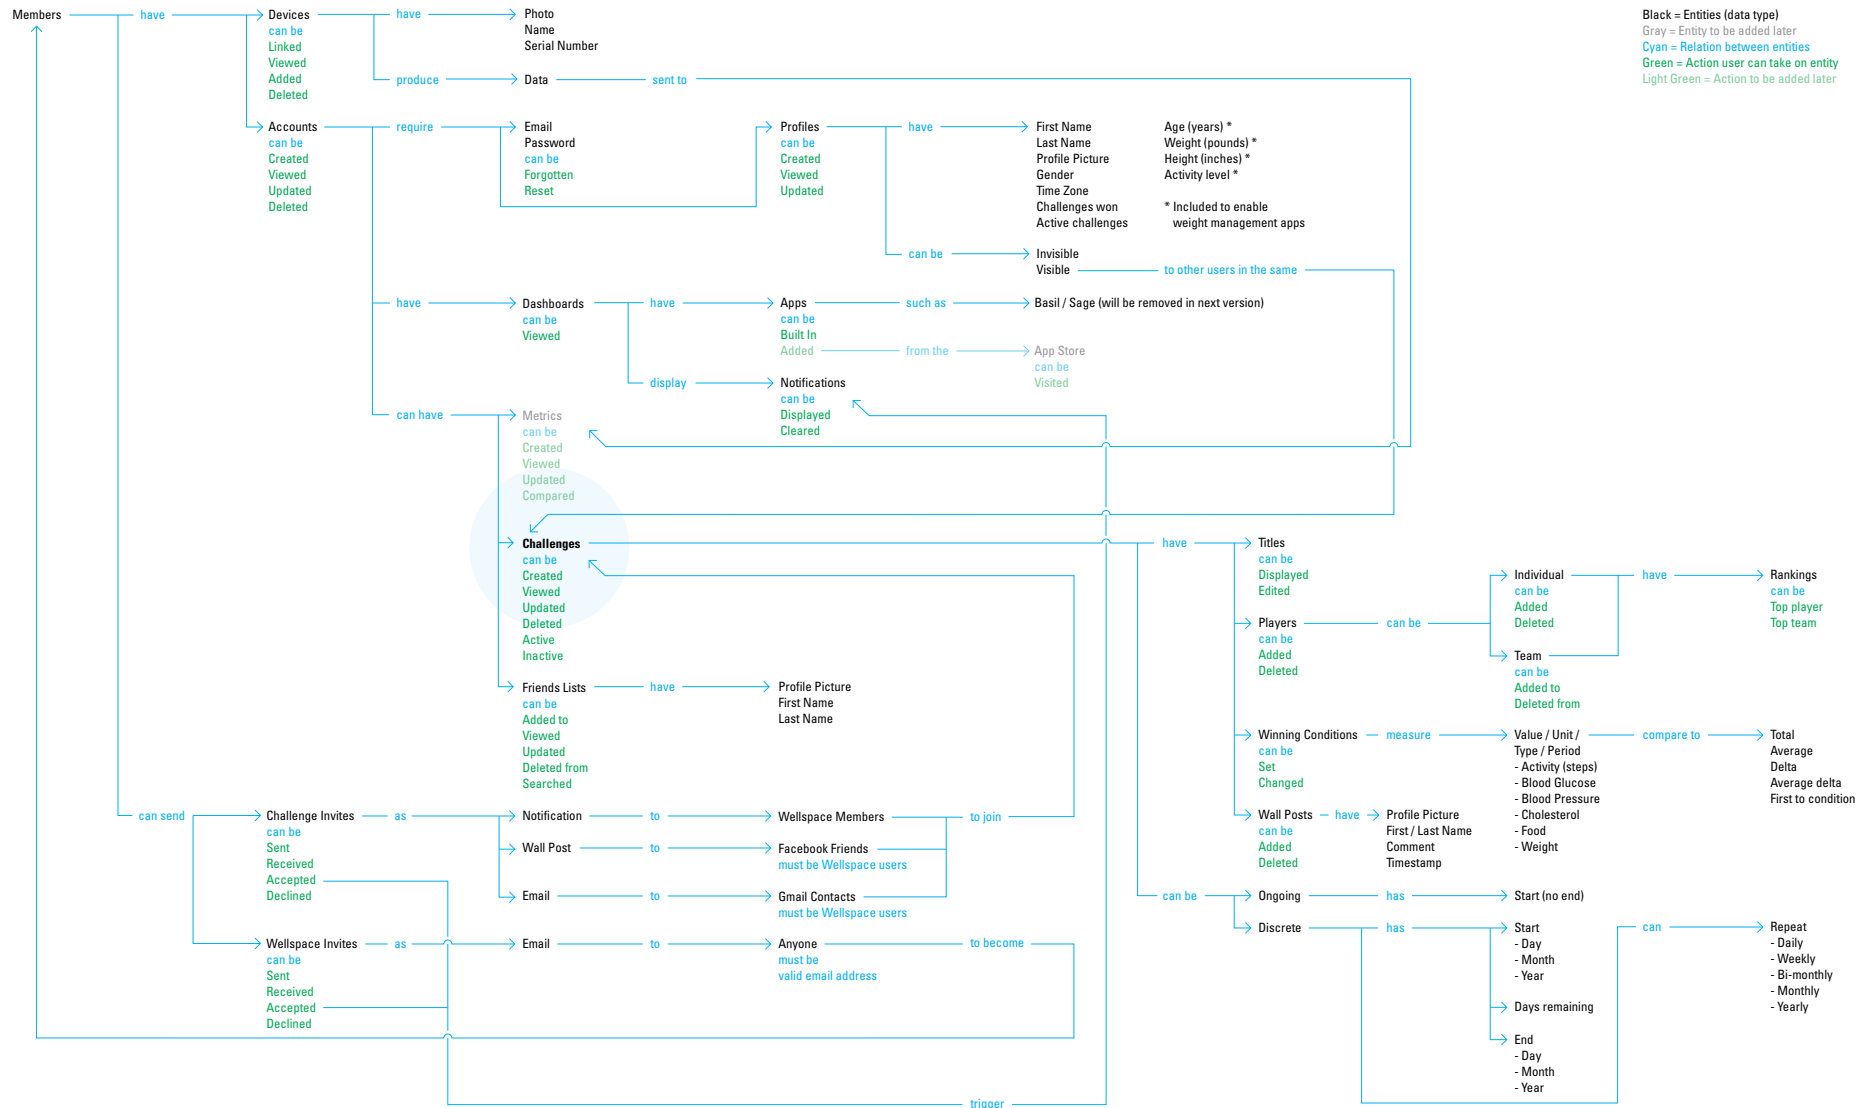 Members
have
Devices
can be
Linked
Viewed
Added
Deleted
have
Photo
Name
Serial Number
produce
Data
sent to
Black = Entities (data type)
Gray = Entity to be added later
Cyan = Relation between entities
Green = Action user can take on entity
Light Green = Action to be added later
Accounts
can be
Created
Viewed
Updated
Deleted
require
Email
Password
can be
Forgotten
Reset
Profiles
can be
Created
Viewed
Updated
have
First Name
Last Name
Profile Picture
Gender
Time Zone
Challenges won
Active challenges
Age (years) *
Weight (pounds) *
Height (inches) *
Activity level *
* Included to enable
weight management apps
can be
Invisible
Visible
to other users in the same
have
Dashboards
can be
Viewed
have
Apps
can be
Built In
Added
such as
Basil / Sage (will be removed in next version)
from the
App Store
can be
Visited
display
Notifications
can be
Displayed
Cleared
can have
Metrics
can be
Created
Viewed
Updated
Compared
Challenges
can be
Created
Viewed
Updated
Deleted
Active
Inactive
have
Titles
can be
Displayed
Edited
Players
can be
Added
Deleted
can be
Individual
can be
Added
Deleted
Team
can be
Added to
Deleted from
have
Rankings
can be
Top player
Top team
Friends Lists
can be
Added to
Viewed
Updated
Deleted from
Searched
have
Profile Picture
First Name
Last Name
Winning Conditions
can be
Set
Changed
measure
Value / Unit /
Type / Period
- Activity (steps)
- Blood Glucose
- Blood Pressure
- Cholesterol
- Food
- Weight
compare to
Total
Average
Delta
Average delta
First to condition
Wall Posts
can be
Added
Deleted
have
Profile Picture
First / Last Name
Comment
Timestamp
can send
Challenge Invites
can be
Sent
Received
Accepted
Declined
as
Notification
to
Wellspace Members
to join
Wall Post
to
Facebook Friends
must be Wellspace users
Email
to
Gmail Contacts
must be Wellspace users
can be
Ongoing
has
Start (no end)
Discrete
has
Start
- Day
- Month
- Year
Days remaining
End
- Day
- Month
- Year
can
Repeat
- Daily
- Weekly
- Bi-monthly
- Monthly
- Yearly
Wellspace Invites
can be
Sent
Received
Accepted
Declined
as
Email
to
Anyone
must be
valid email address
to become
trigger